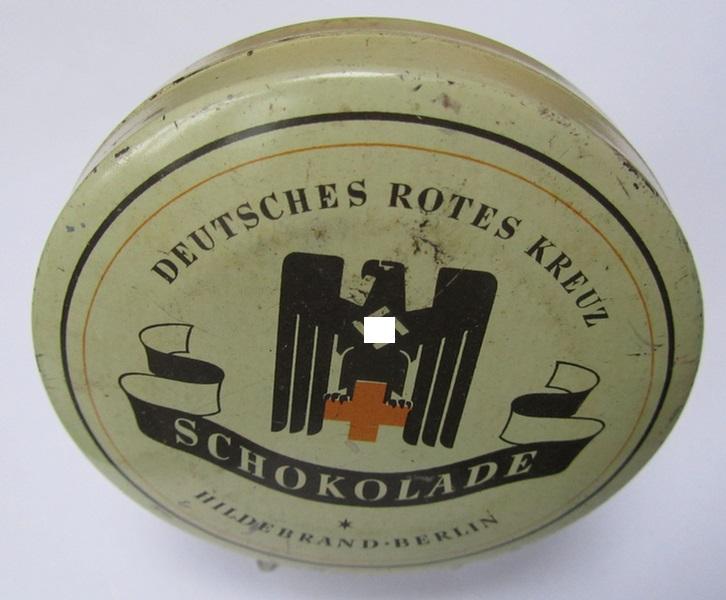 DEUTSCHES ROTES KREUZ
SCHOKOLADE
HILDEBRAND·BERLIN